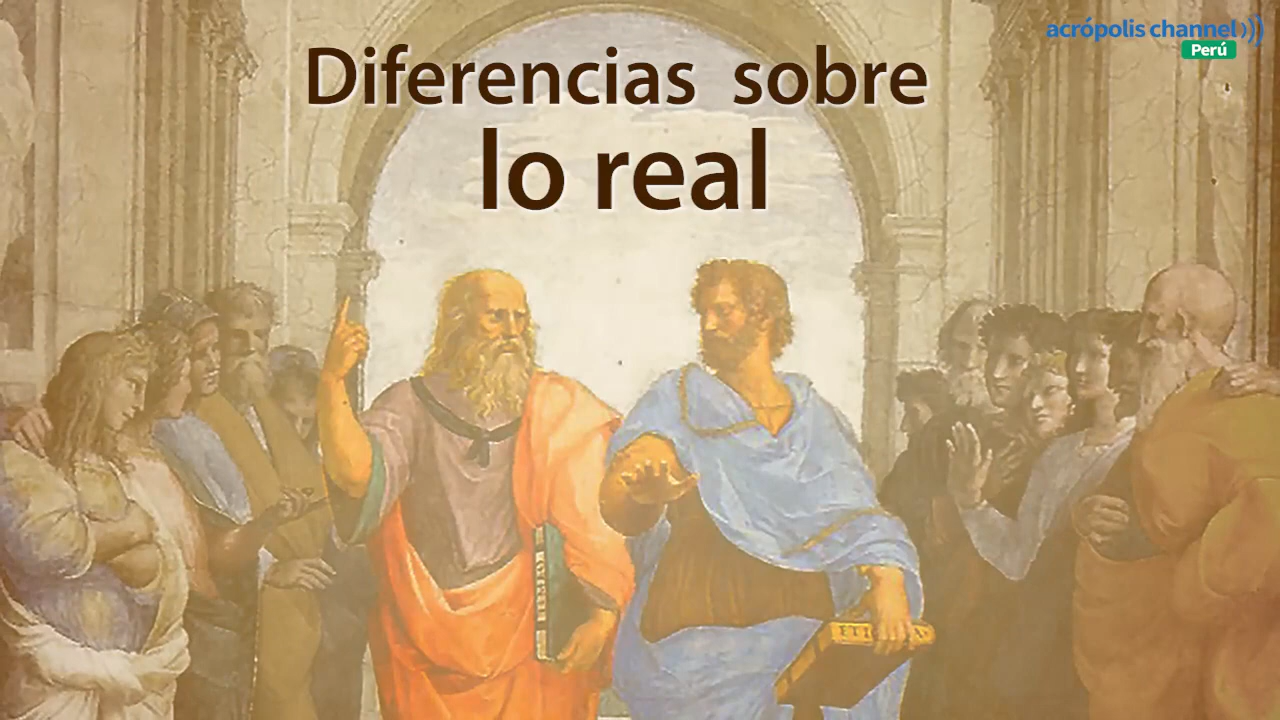 acrópolis channel
Perú
Diferencias sobre
lo real